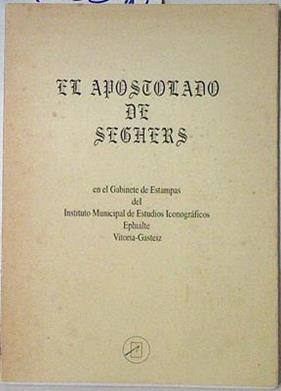 EL APOSTOLADO
DE
SEGHERS
en el Gabinete de Estampas
del
Instituto Municipal de Estudios Iconográficos
Ephialte
Vitoria-Gasteiz